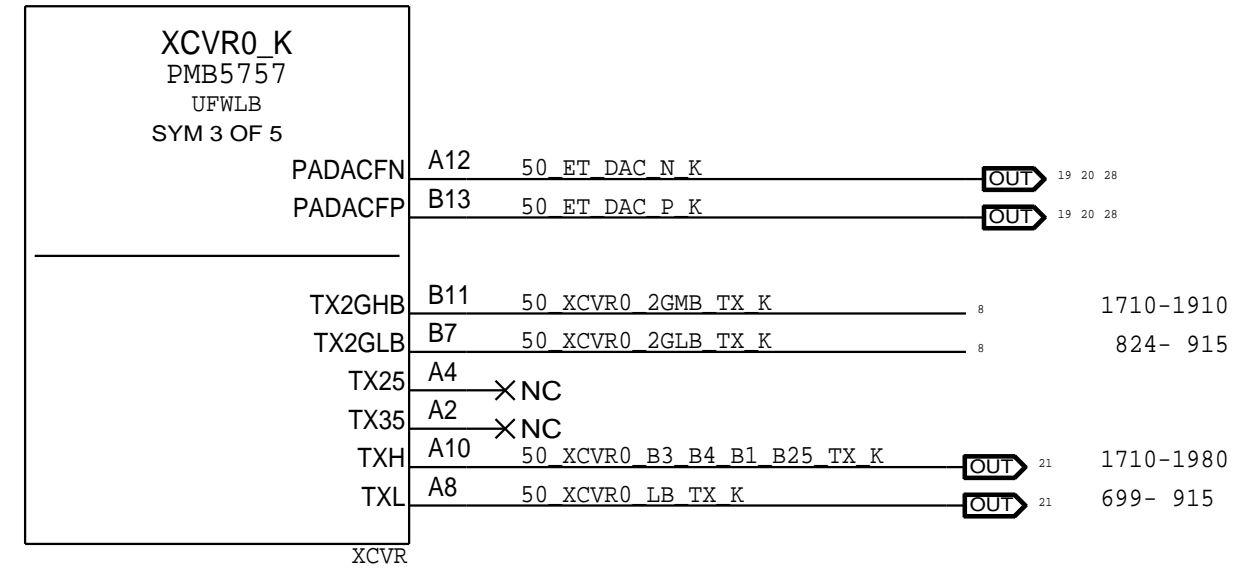 XCVR0_K
PMB5757
UFWLB
SYM 3 OF 5
PADACFN A12 50_ET_DAC_N_K OUT 19 20 28
PADACFP B13 50_ET_DAC_P_K OUT 19 20 28
TX2GHB B11 50_XCVR0_2GMB_TX_K 8 1710-1910
TX2GLB B7 50_XCVR0_2GLB_TX_K 8 824- 915
TX25 A4 NC
TX35 A2 NC
TXH A10 50_XCVR0_B3_B4_B1_B25_TX_K OUT 21 1710-1980
TXL A8 50_XCVR0_LB_TX_K OUT 21 699- 915
XCVR